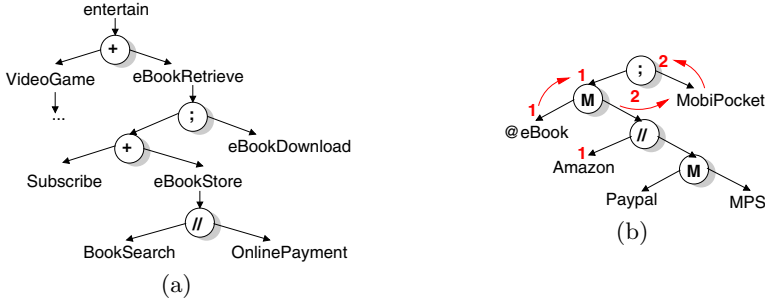 entertain
+
VideoGame
eBookRetrieve
...
;
+
eBookDownload
Subscribe
eBookStore
//
BookSearch
OnlinePayment
(a)
;
1
2
M
1
2
MobiPocket
@eBook
//
1
Amazon
M
Paypal
MPS
(b)